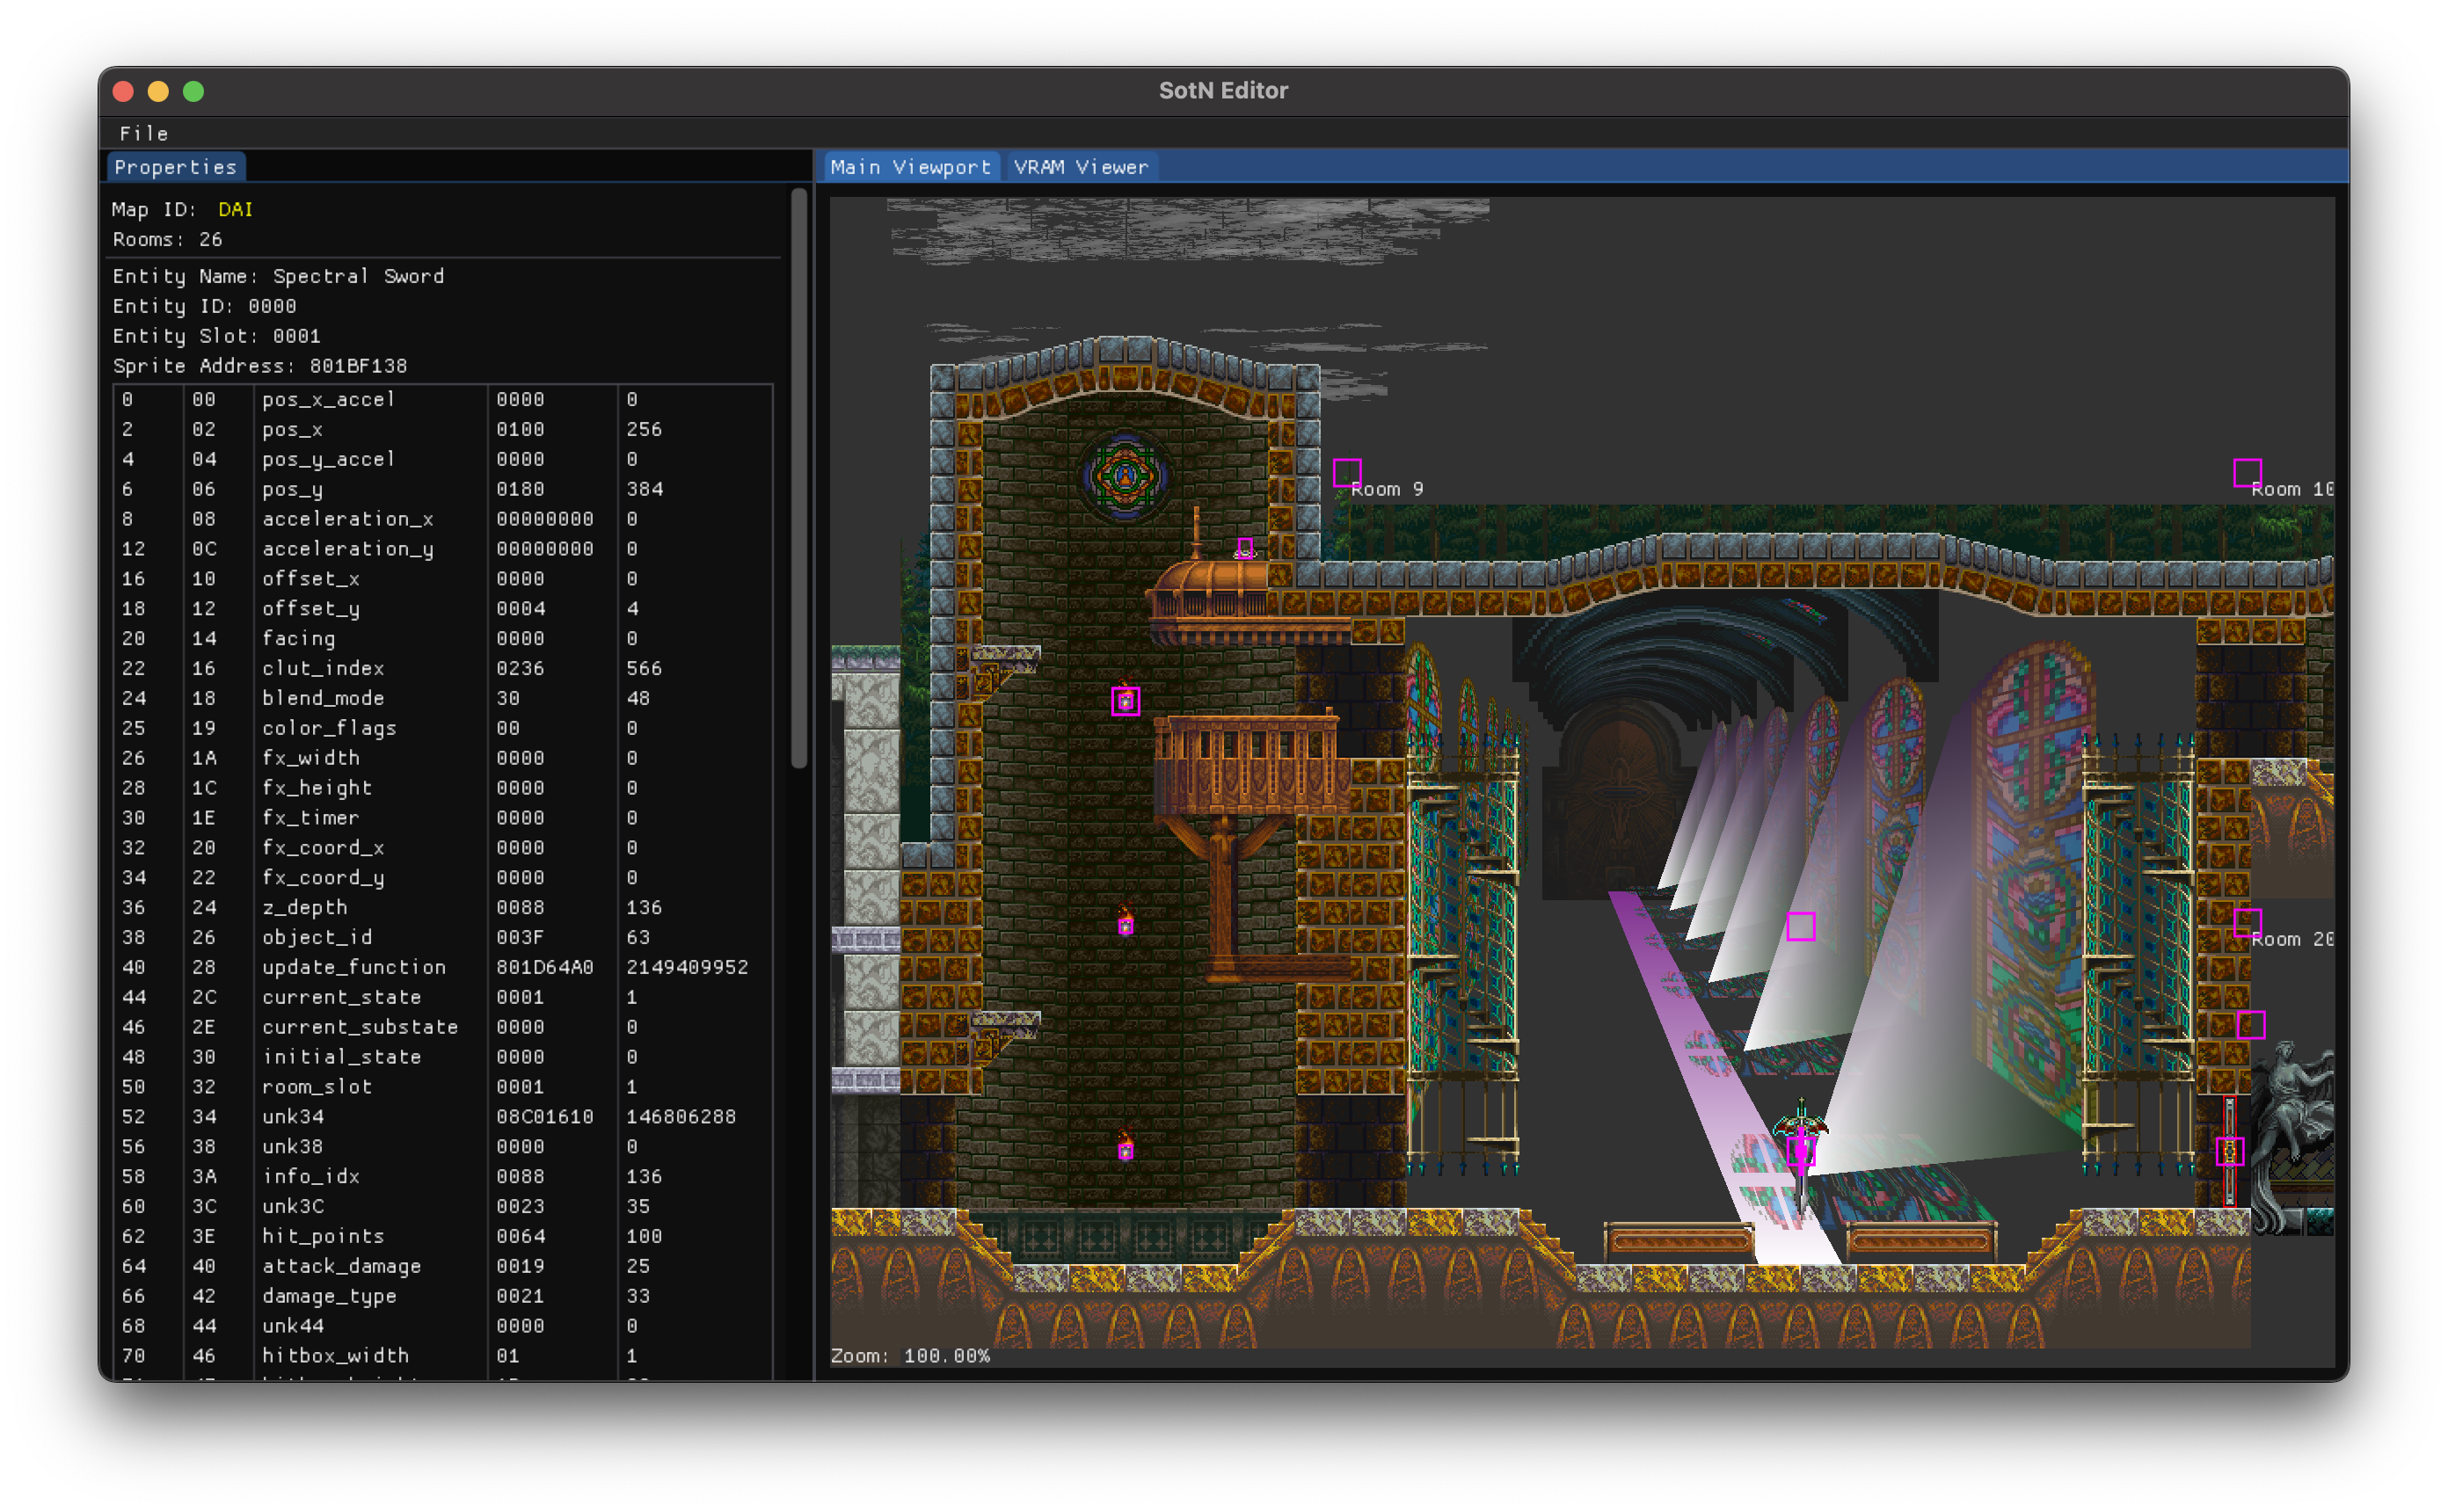 SotN Editor
File
Properties
Main Viewport VRAM Viewer
Map ID: DAI
Rooms: 26
Entity Name: Spectral Sword
Entity ID: 0000
Entity Slot: 0001
Sprite Address: 801BF138
0 00 pos_x_accel 0000 0
2 02 pos_x 0100 256
4 04 pos_y_accel 0000 0
6 06 pos_y 0180 384
8 08 acceleration_x 00000000 0
12 0C acceleration_y 00000000 0
16 10 offset_x 0000 0
18 12 offset_y 0004 4
20 14 facing 0000 0
22 16 clut_index 0236 566
24 18 blend_mode 30 48
25 19 color_flags 00 0
26 1A fx_width 0000 0
28 1C fx_height 0000 0
30 1E fx_timer 0000 0
32 20 fx_coord_x 0000 0
34 22 fx_coord_y 0000 0
36 24 z_depth 0088 136
38 26 object_id 003F 63
40 28 update_function 801D64A0 2149409952
44 2C current_state 0001 1
46 2E current_substate 0000 0
48 30 initial_state 0000 0
50 32 room_slot 0001 1
52 34 unk34 08C01610 146806288
56 38 unk38 0000 0
58 3A info_idx 0088 136
60 3C unk3C 0023 35
62 3E hit_points 0064 100
64 40 attack_damage 0019 25
66 42 damage_type 0021 33
68 44 unk44 0000 0
70 46 hitbox_width 01 1
Room 9
Room 10
Room 20
Zoom: 100.00%